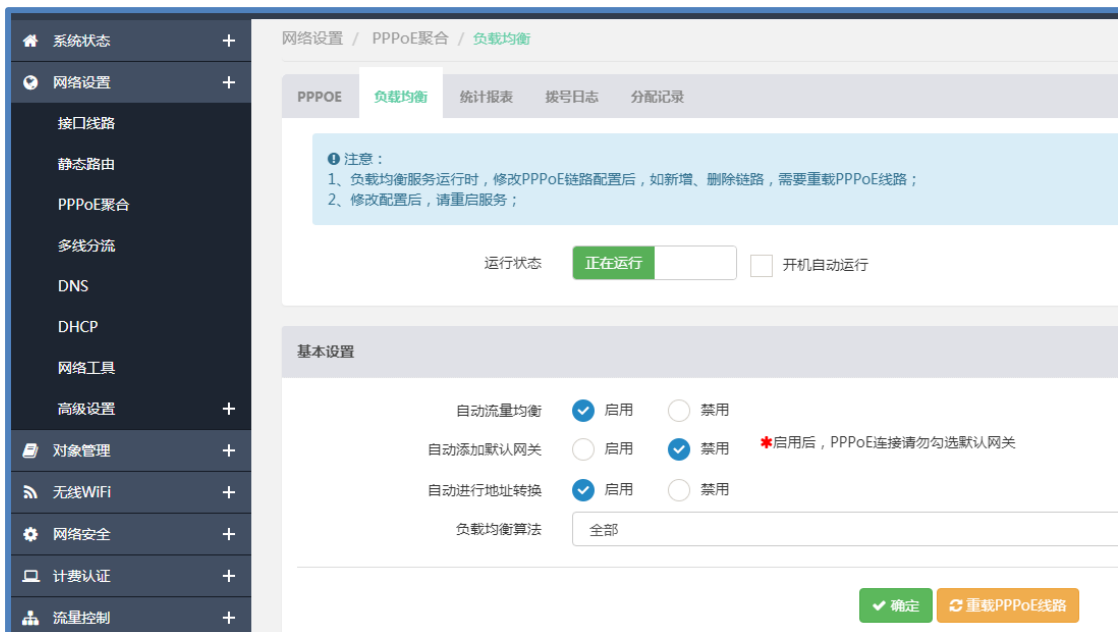 系统状态
网络设置
接口线路
静态路由
PPPoE聚合
多线分流
DNS
DHCP
网络工具
高级设置
对象管理
无线WiFi
网络安全
计费认证
流量控制
网络设置 / PPPoE聚合 / 负载均衡
PPPOE 负载均衡 统计报表 拨号日志 分配记录
注意：
1、负载均衡服务运行时，修改PPPoE链路配置后，如新增、删除链路，需要重载PPPoE线路；
2、修改配置后，请重启服务；
运行状态 正在运行 开机自动运行
基本设置
自动流量均衡 启用 禁用
自动添加默认网关 启用 禁用 ✱启用后，PPPoE连接请勿勾选默认网关
自动进行地址转换 启用 禁用
负载均衡算法 全部
确定 重载PPPoE线路